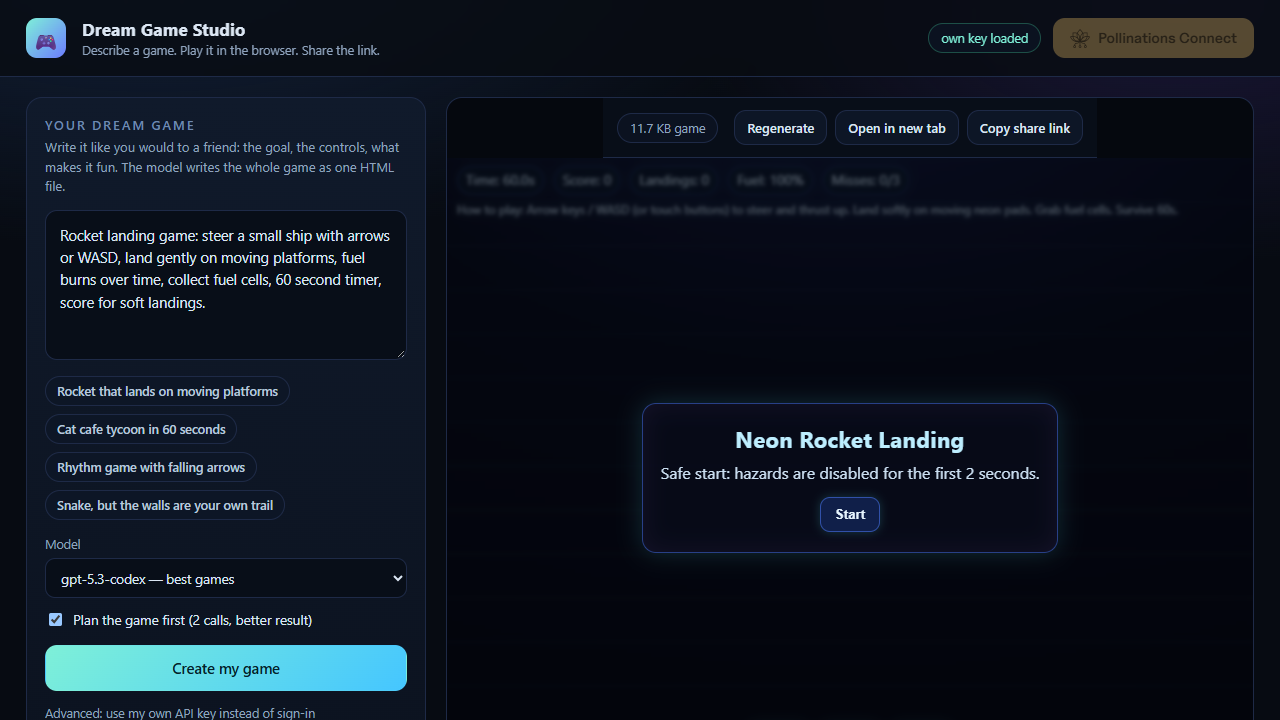 Dream Game Studio
Describe a game. Play it in the browser. Share the link.
own key loaded
Pollinations Connect
YOUR DREAM GAME
Write it like you would to a friend: the goal, the controls, what
makes it fun. The model writes the whole game as one HTML
file.
Rocket landing game: steer a small ship with arrows
or WASD, land gently on moving platforms, fuel
burns over time, collect fuel cells, 60 second timer,
score for soft landings.
Rocket that lands on moving platforms
Cat cafe tycoon in 60 seconds
Rhythm game with falling arrows
Snake, but the walls are your own trail
Model
gpt-5.3-codex — best games
Plan the game first (2 calls, better result)
Create my game
Advanced: use my own API key instead of sign-in
11.7 KB game
Regenerate
Open in new tab
Copy share link
Time: 60.0s Score: 0 Landings: 0 Fuel: 100% Misses: 0/3
How to play: Arrow keys / WASD (or touch buttons) to steer and thrust up. Land softly on moving neon pads. Grab fuel cells. Survive 60s.
Neon Rocket Landing
Safe start: hazards are disabled for the first 2 seconds.
Start